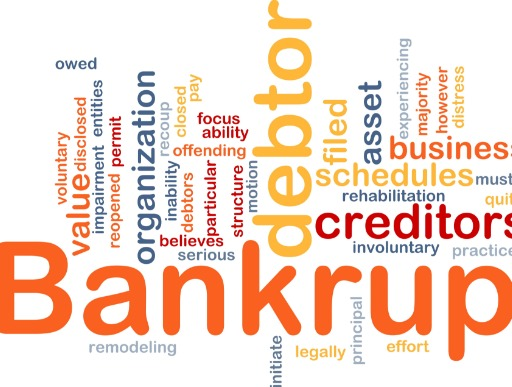 owed
voluntary
disclosed
entities
impairment
permit
value
reopened
organization
recoup
closed
pay
focus
ability
offending
inability
debtors
particular
structure
motion
believes
serious
debtor
filed
asset
experiencing
majority
however
distress
business
schedules
must
rehabilitation
quit
creditors
involuntary
practice
Bankrup
remodeling
initiate
legally
principal
effort